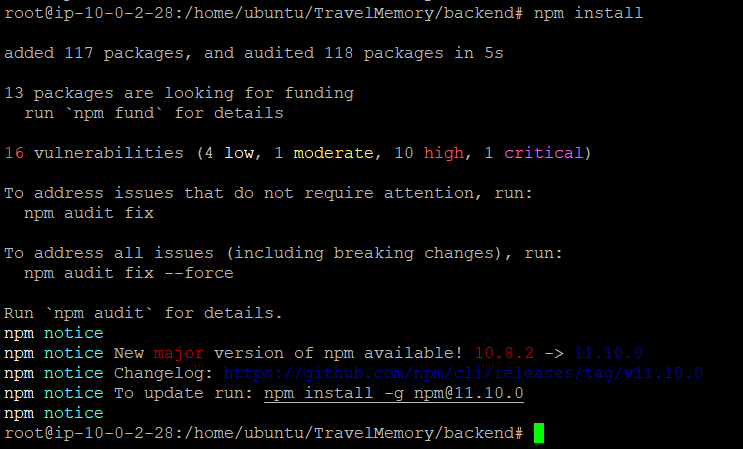 root@ip-10-0-2-28:/home/ubuntu/TravelMemory/backend# npm install
added 117 packages, and audited 118 packages in 5s
13 packages are looking for funding
  run `npm fund` for details
16 vulnerabilities (4 low, 1 moderate, 10 high, 1 critical)
To address issues that do not require attention, run:
  npm audit fix
To address all issues (including breaking changes), run:
  npm audit fix --force
Run `npm audit` for details.
npm notice
npm notice New major version of npm available! 10.8.2 -> 11.10.0
npm notice Changelog: https://github.com/npm/cli/releases/tag/v11.10.0
npm notice To update run: npm install -g npm@11.10.0
npm notice
root@ip-10-0-2-28:/home/ubuntu/TravelMemory/backend#